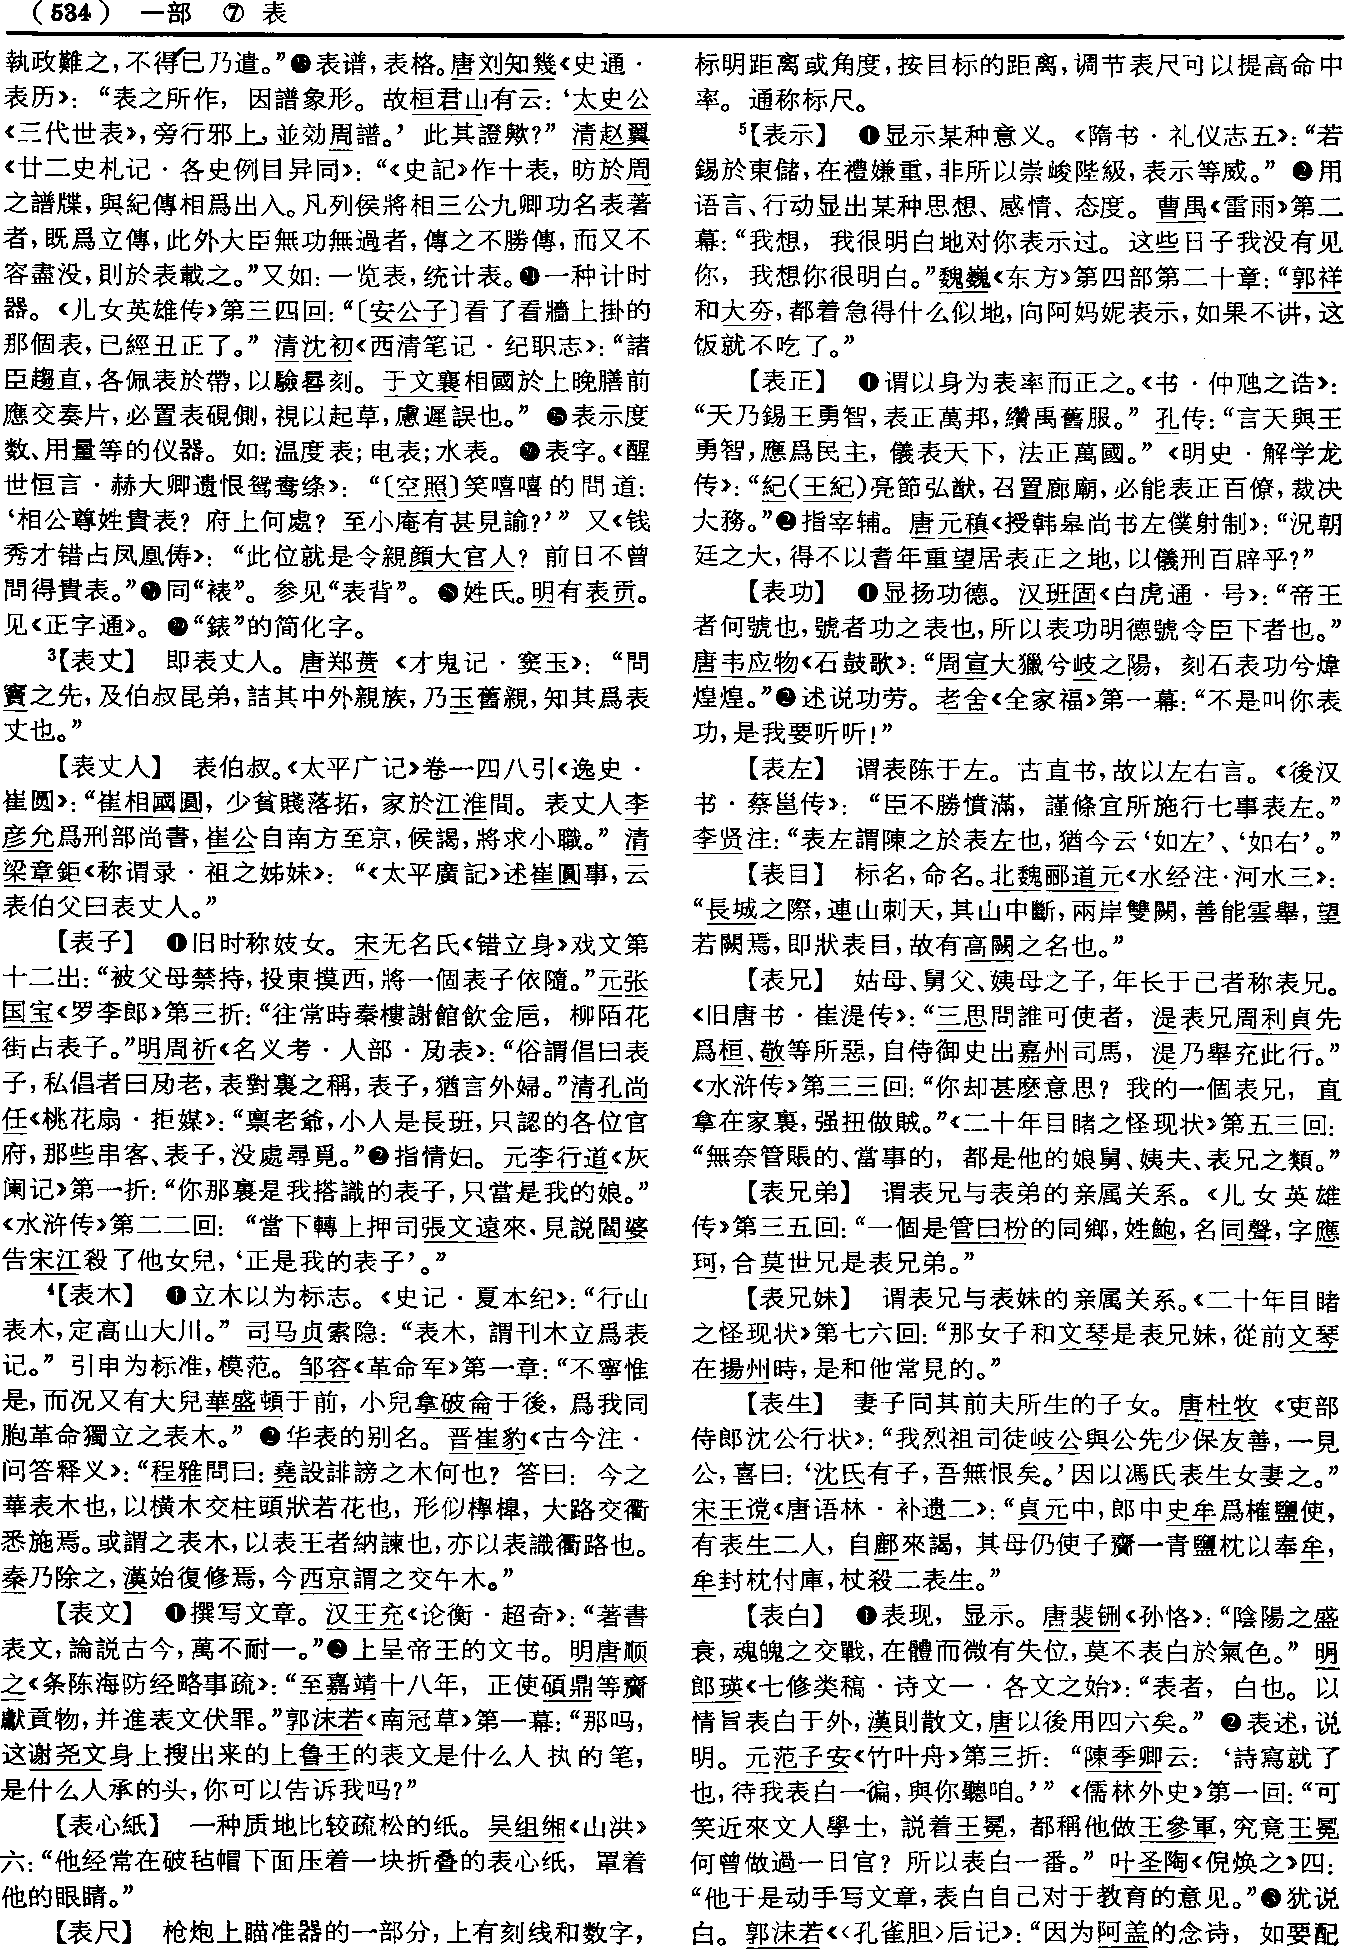 （534） 一部 ⑦ 表
執政難之，不得已乃遣。”表谱，表格。唐刘知幾《史通·
表历》：“表之所作，因譜象形。故桓君山有云：‘太史公
《三代世表》，旁行邪上，並効周譜。’此其證歟？”清赵翼
《廿二史札记·各史例目异同》：“《史記》作十表，昉於周
之譜牒，與紀傳相爲出入。凡列侯將相三公九卿功名表著
者，既爲立傳，此外大臣無功無過者，傳之不勝傳，而又不
容盡没，則於表載之。”又如：一览表，统计表。一种计时
器。《儿女英雄传》第三四回：“〔安公子〕看了看牆上掛的
那個表，已經丑正了。”清沈初《西清笔记·纪职志》：“諸
臣趨直，各佩表於帶，以驗晷刻。于文襄相國於上晚膳前
應交奏片，必置表硯側，視以起草，慮遲誤也。”表示度
数、用量等的仪器。如：温度表；电表；水表。表字。《醒
世恒言·赫大卿遗恨鸳鸯绦》：“〔空照〕笑嘻嘻的問道：
‘相公尊姓貴表？府上何處？至小庵有甚見諭？’”又《钱
秀才错占凤凰俦》：“此位就是令親顔大官人？前日不曾
問得貴表。”同“裱”。参见“表背”。姓氏。明有表贡。
见《正字通》。“錶”的简化字。
³【表丈】 即表丈人。唐郑蕡《才鬼记·窦玉》：“問
竇之先，及伯叔昆弟，詰其中外親族，乃玉舊親，知其爲表
丈也。”
【表丈人】 表伯叔。《太平广记》卷一四八引《逸史·
崔圆》：“崔相國圓，少貧賤落拓，家於江淮間。表丈人李
彦允爲刑部尚書，崔公自南方至京，候謁，將求小職。”清
梁章鉅《称谓录·祖之姊妹》：“《太平廣記》述崔圓事，云
表伯父曰表丈人。”
【表子】 ❶旧时称妓女。宋无名氏《错立身》戏文第
十二出：“被父母禁持，投東摸西，將一個表子依隨。”元张
国宝《罗李郎》第三折：“往常時秦樓謝館飲金巵，柳陌花
街占表子。”明周祈《名义考·人部·㚻表》：“俗謂倡曰表
子，私倡者曰㚻老，表對裏之稱，表子，猶言外婦。”清孔尚
任《桃花扇·拒媒》：“禀老爺，小人是長班，只認的各位官
府，那些串客、表子，没處尋覓。”❷指情妇。元李行道《灰
阑记》第一折：“你那裏是我搭識的表子，只當是我的娘。”
《水浒传》第二二回：“當下轉上押司張文遠來，見説閻婆
告宋江殺了他女兒，‘正是我的表子’。”
⁴【表木】 ❶立木以为标志。《史记·夏本纪》：“行山
表木，定高山大川。”司马贞索隐：“表木，謂刊木立爲表
记。”引申为标准，模范。邹容《革命军》第一章：“不寧惟
是，而况又有大兒華盛頓于前，小兒拿破侖于後，爲我同
胞革命獨立之表木。”❷华表的别名。晋崔豹《古今注·
问答释义》：“程雅問曰：堯設誹謗之木何也？答曰：今之
華表木也，以横木交柱頭狀若花也，形似桔槔，大路交衢
悉施焉。或謂之表木，以表王者納諫也，亦以表識衢路也。
秦乃除之，漢始復修焉，今西京謂之交午木。”
【表文】 ❶撰写文章。汉王充《论衡·超奇》：“著書
表文，論説古今，萬不耐一。”❷上呈帝王的文书。明唐顺
之《条陈海防经略事疏》：“至嘉靖十八年，正使碩鼎等齎
獻貢物，并進表文伏罪。”郭沫若《南冠草》第一幕：“那吗，
这谢尧文身上搜出来的上鲁王的表文是什么人执的笔，
是什么人承的头，你可以告诉我吗？”
【表心紙】 一种质地比较疏松的纸。吴组缃《山洪》
六：“他经常在破毡帽下面压着一块折叠的表心纸，罩着
他的眼睛。”
【表尺】 枪炮上瞄准器的一部分，上有刻线和数字，
标明距离或角度，按目标的距离，调节表尺可以提高命中
率。通称标尺。
⁵【表示】 ❶显示某种意义。《隋书·礼仪志五》：“若
錫於東儲，在禮嫌重，非所以崇峻陛級，表示等威。”❷用
语言、行动显出某种思想、感情、态度。曹禺《雷雨》第二
幕：“我想，我很明白地对你表示过。这些日子我没有见
你，我想你很明白。”魏巍《东方》第四部第二十章：“郭祥
和大夯，都着急得什么似地，向阿妈妮表示，如果不讲，这
饭就不吃了。”
【表正】 ❶谓以身为表率而正之。《书·仲虺之诰》：
“天乃錫王勇智，表正萬邦，纘禹舊服。”孔传：“言天與王
勇智，應爲民主，儀表天下，法正萬國。”《明史·解学龙
传》：“紀（王紀）亮節弘猷，召置廊廟，必能表正百僚，裁决
大務。”❷指宰辅。唐元稹《授韩皋尚书左僕射制》：“況朝
廷之大，得不以耆年重望居表正之地，以儀刑百辟乎？”
【表功】 ❶显扬功德。汉班固《白虎通·号》：“帝王
者何號也，號者功之表也，所以表功明德號令臣下者也。”
唐韦应物《石鼓歌》：“周宣大獵兮岐之陽，刻石表功兮煒
煌煌。”❷述说功劳。老舍《全家福》第一幕：“不是叫你表
功，是我要听听！”
【表左】 谓表陈于左。古直书，故以左右言。《後汉
书·蔡邕传》：“臣不勝憤滿，謹條宜所施行七事表左。”
李贤注：“表左謂陳之於表左也，猶今云‘如左’、‘如右’。”
【表目】 标名，命名。北魏郦道元《水经注·河水三》：
“長城之際，連山刺天，其山中斷，兩岸雙闕，善能雲舉，望
若闕焉，即狀表目，故有高闕之名也。”
【表兄】 姑母、舅父、姨母之子，年长于己者称表兄。
《旧唐书·崔湜传》：“三思問誰可使者，湜表兄周利貞先
爲桓、敬等所惡，自侍御史出嘉州司馬，湜乃舉充此行。”
《水浒传》第三三回：“你却甚麽意思？我的一個表兄，直
拿在家裏，强扭做賊。”《二十年目睹之怪现状》第五三回：
“無奈管賬的、當事的，都是他的娘舅、姨夫、表兄之類。”
【表兄弟】 谓表兄与表弟的亲属关系。《儿女英雄
传》第三五回：“一個是管曰枌的同鄉，姓鮑，名同聲，字應
珂，合莫世兄是表兄弟。”
【表兄妹】 谓表兄与表妹的亲属关系。《二十年目睹
之怪现状》第七六回：“那女子和文琴是表兄妹，從前文琴
在揚州時，是和他常見的。”
【表生】 妻子同其前夫所生的子女。唐杜牧《吏部
侍郎沈公行状》：“我烈祖司徒岐公與公先少保友善，一見
公，喜曰：‘沈氏有子，吾無恨矣。’因以馮氏表生女妻之。”
宋王谠《唐语林·补遗二》：“貞元中，郎中史牟爲榷鹽使，
有表生二人，自鄜來謁，其母仍使子齎一青鹽枕以奉牟，
牟封枕付庫，杖殺二表生。”
【表白】 ❶表现，显示。唐裴铏《孙恪》：“陰陽之盛
衰，魂魄之交戰，在體而微有失位，莫不表白於氣色。”明
郎瑛《七修类稿·诗文一·各文之始》：“表者，白也。以
情旨表白于外，漢則散文，唐以後用四六矣。”❷表述，说
明。元范子安《竹叶舟》第三折：“陳季卿云：‘詩寫就了
也，待我表白一徧，與你聽咱。’”《儒林外史》第一回：“可
笑近來文人學士，説着王冕，都稱他做王參軍，究竟王冕
何曾做過一日官？所以表白一番。”叶圣陶《倪焕之》四：
“他于是动手写文章，表白自己对于教育的意见。”❸犹说
白。郭沫若《〈孔雀胆〉后记》：“因为阿盖的念诗，如要配